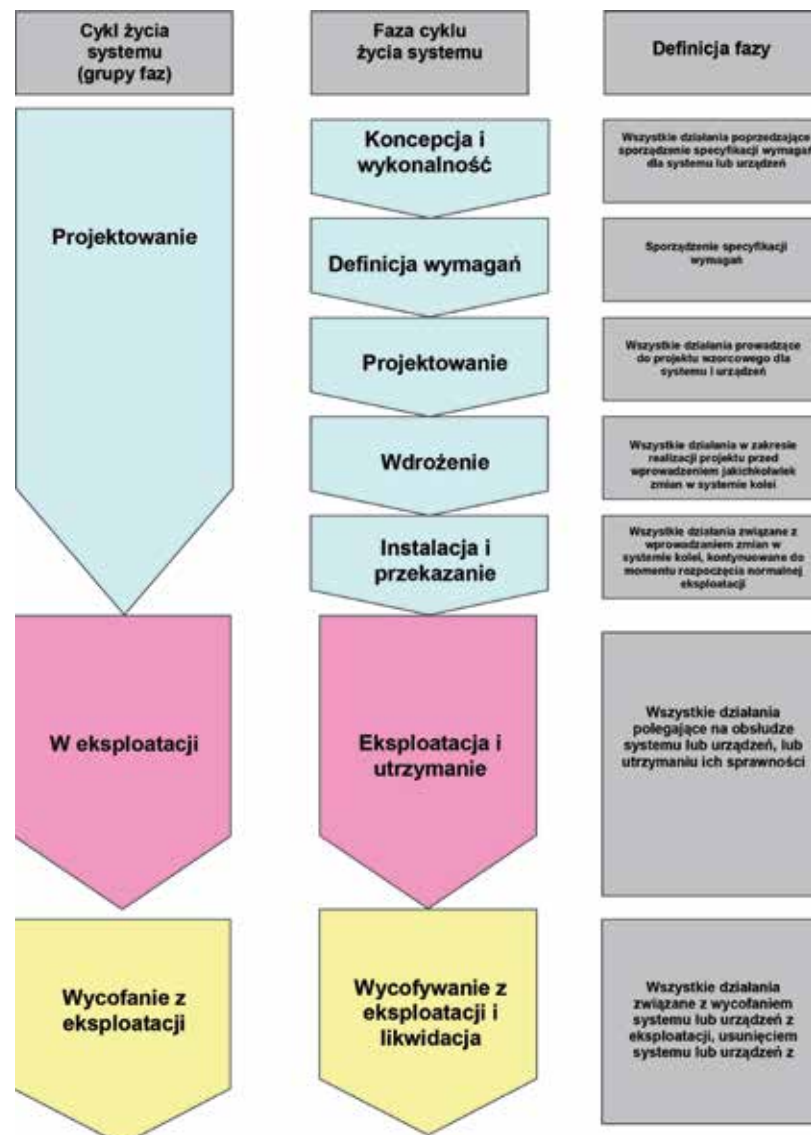 Cykl życia
systemu
(grupy faz)
Faza cyklu
życia systemu
Definicja fazy
Projektowanie
Koncepcja i
wykonalność
Wszystkie działania poprzedzające
sporządzenie specyfikacji wymagań
dla systemu lub urządzeń
Definicja wymagań
Sporządzenie specyfikacji
wymagań
Projektowanie
Wszystkie działania prowadzące
do projektu wzorcowego dla
systemu i urządzeń
Wdrożenie
Wszystkie działania w zakresie
realizacji projektu przed
wprowadzeniem jakichkolwiek
zmian w systemie kolei
Instalacja i
przekazanie
Wszystkie działania związane z
wprowadzaniem zmian w
systemie kolei, kontynuowane do
momentu rozpoczęcia normalnej
eksploatacji
W eksploatacji
Eksploatacja i
utrzymanie
Wszystkie działania
polegające na obsłudze
systemu lub urządzeń, lub
utrzymaniu ich sprawności
Wycofanie z
eksploatacji
Wycofywanie z
eksploatacji i
likwidacja
Wszystkie działania
związane z wycofaniem
systemu lub urządzeń z
eksploatacji, usunięciem
systemu lub urządzeń z